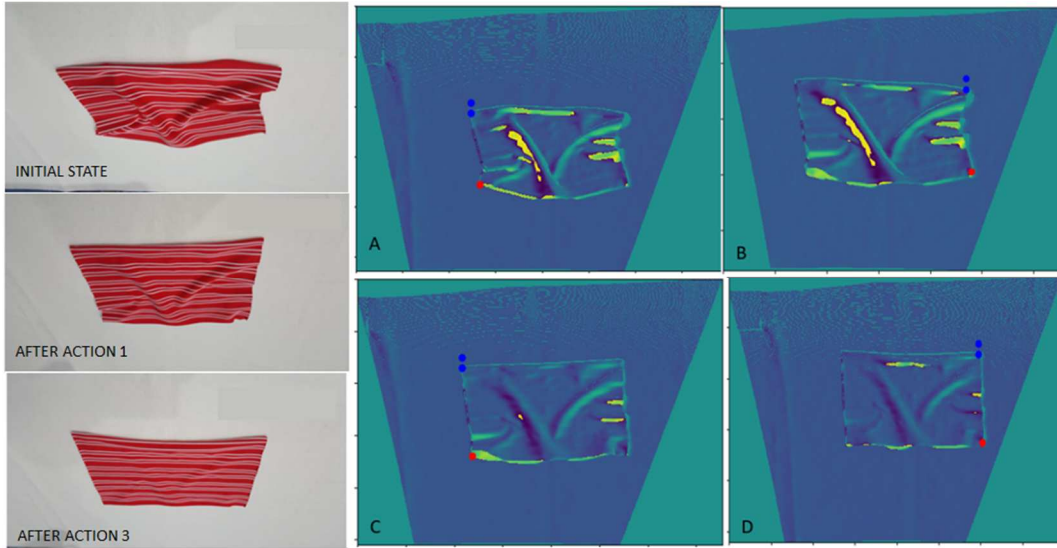 INITIAL STATE
A
B
AFTER ACTION 1
AFTER ACTION 3
C
D